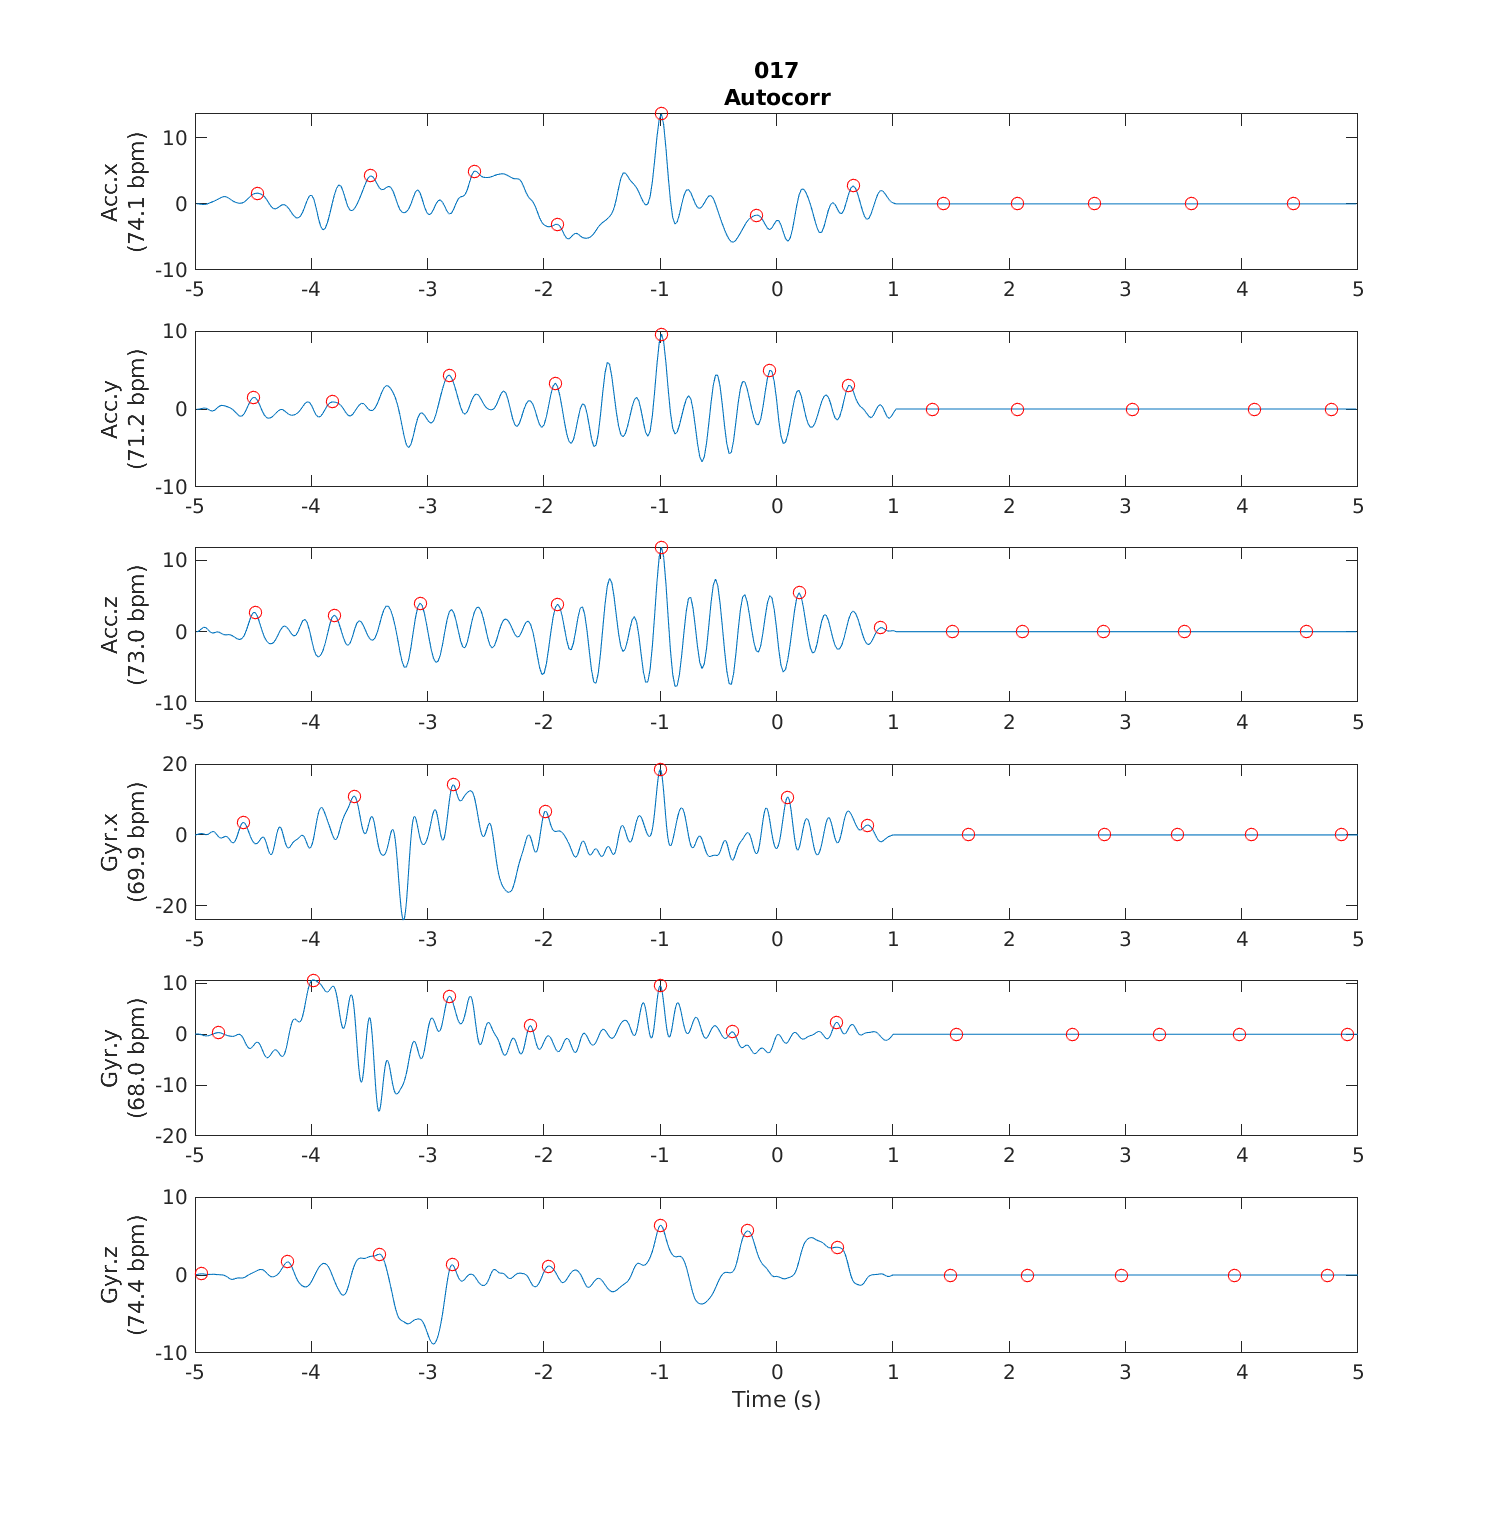 017
Autocorr
Acc.x
(74.1 bpm)
10
0
-10
-5 -4 -3 -2 -1 0 1 2 3 4 5
Acc.y
(71.2 bpm)
10
0
-10
-5 -4 -3 -2 -1 0 1 2 3 4 5
Acc.z
(73.0 bpm)
10
0
-10
-5 -4 -3 -2 -1 0 1 2 3 4 5
Gyr.x
(69.9 bpm)
20
0
-20
-5 -4 -3 -2 -1 0 1 2 3 4 5
Gyr.y
(68.0 bpm)
10
0
-10
-20
-5 -4 -3 -2 -1 0 1 2 3 4 5
Gyr.z
(74.4 bpm)
10
0
-10
-5 -4 -3 -2 -1 0 1 2 3 4 5
Time (s)